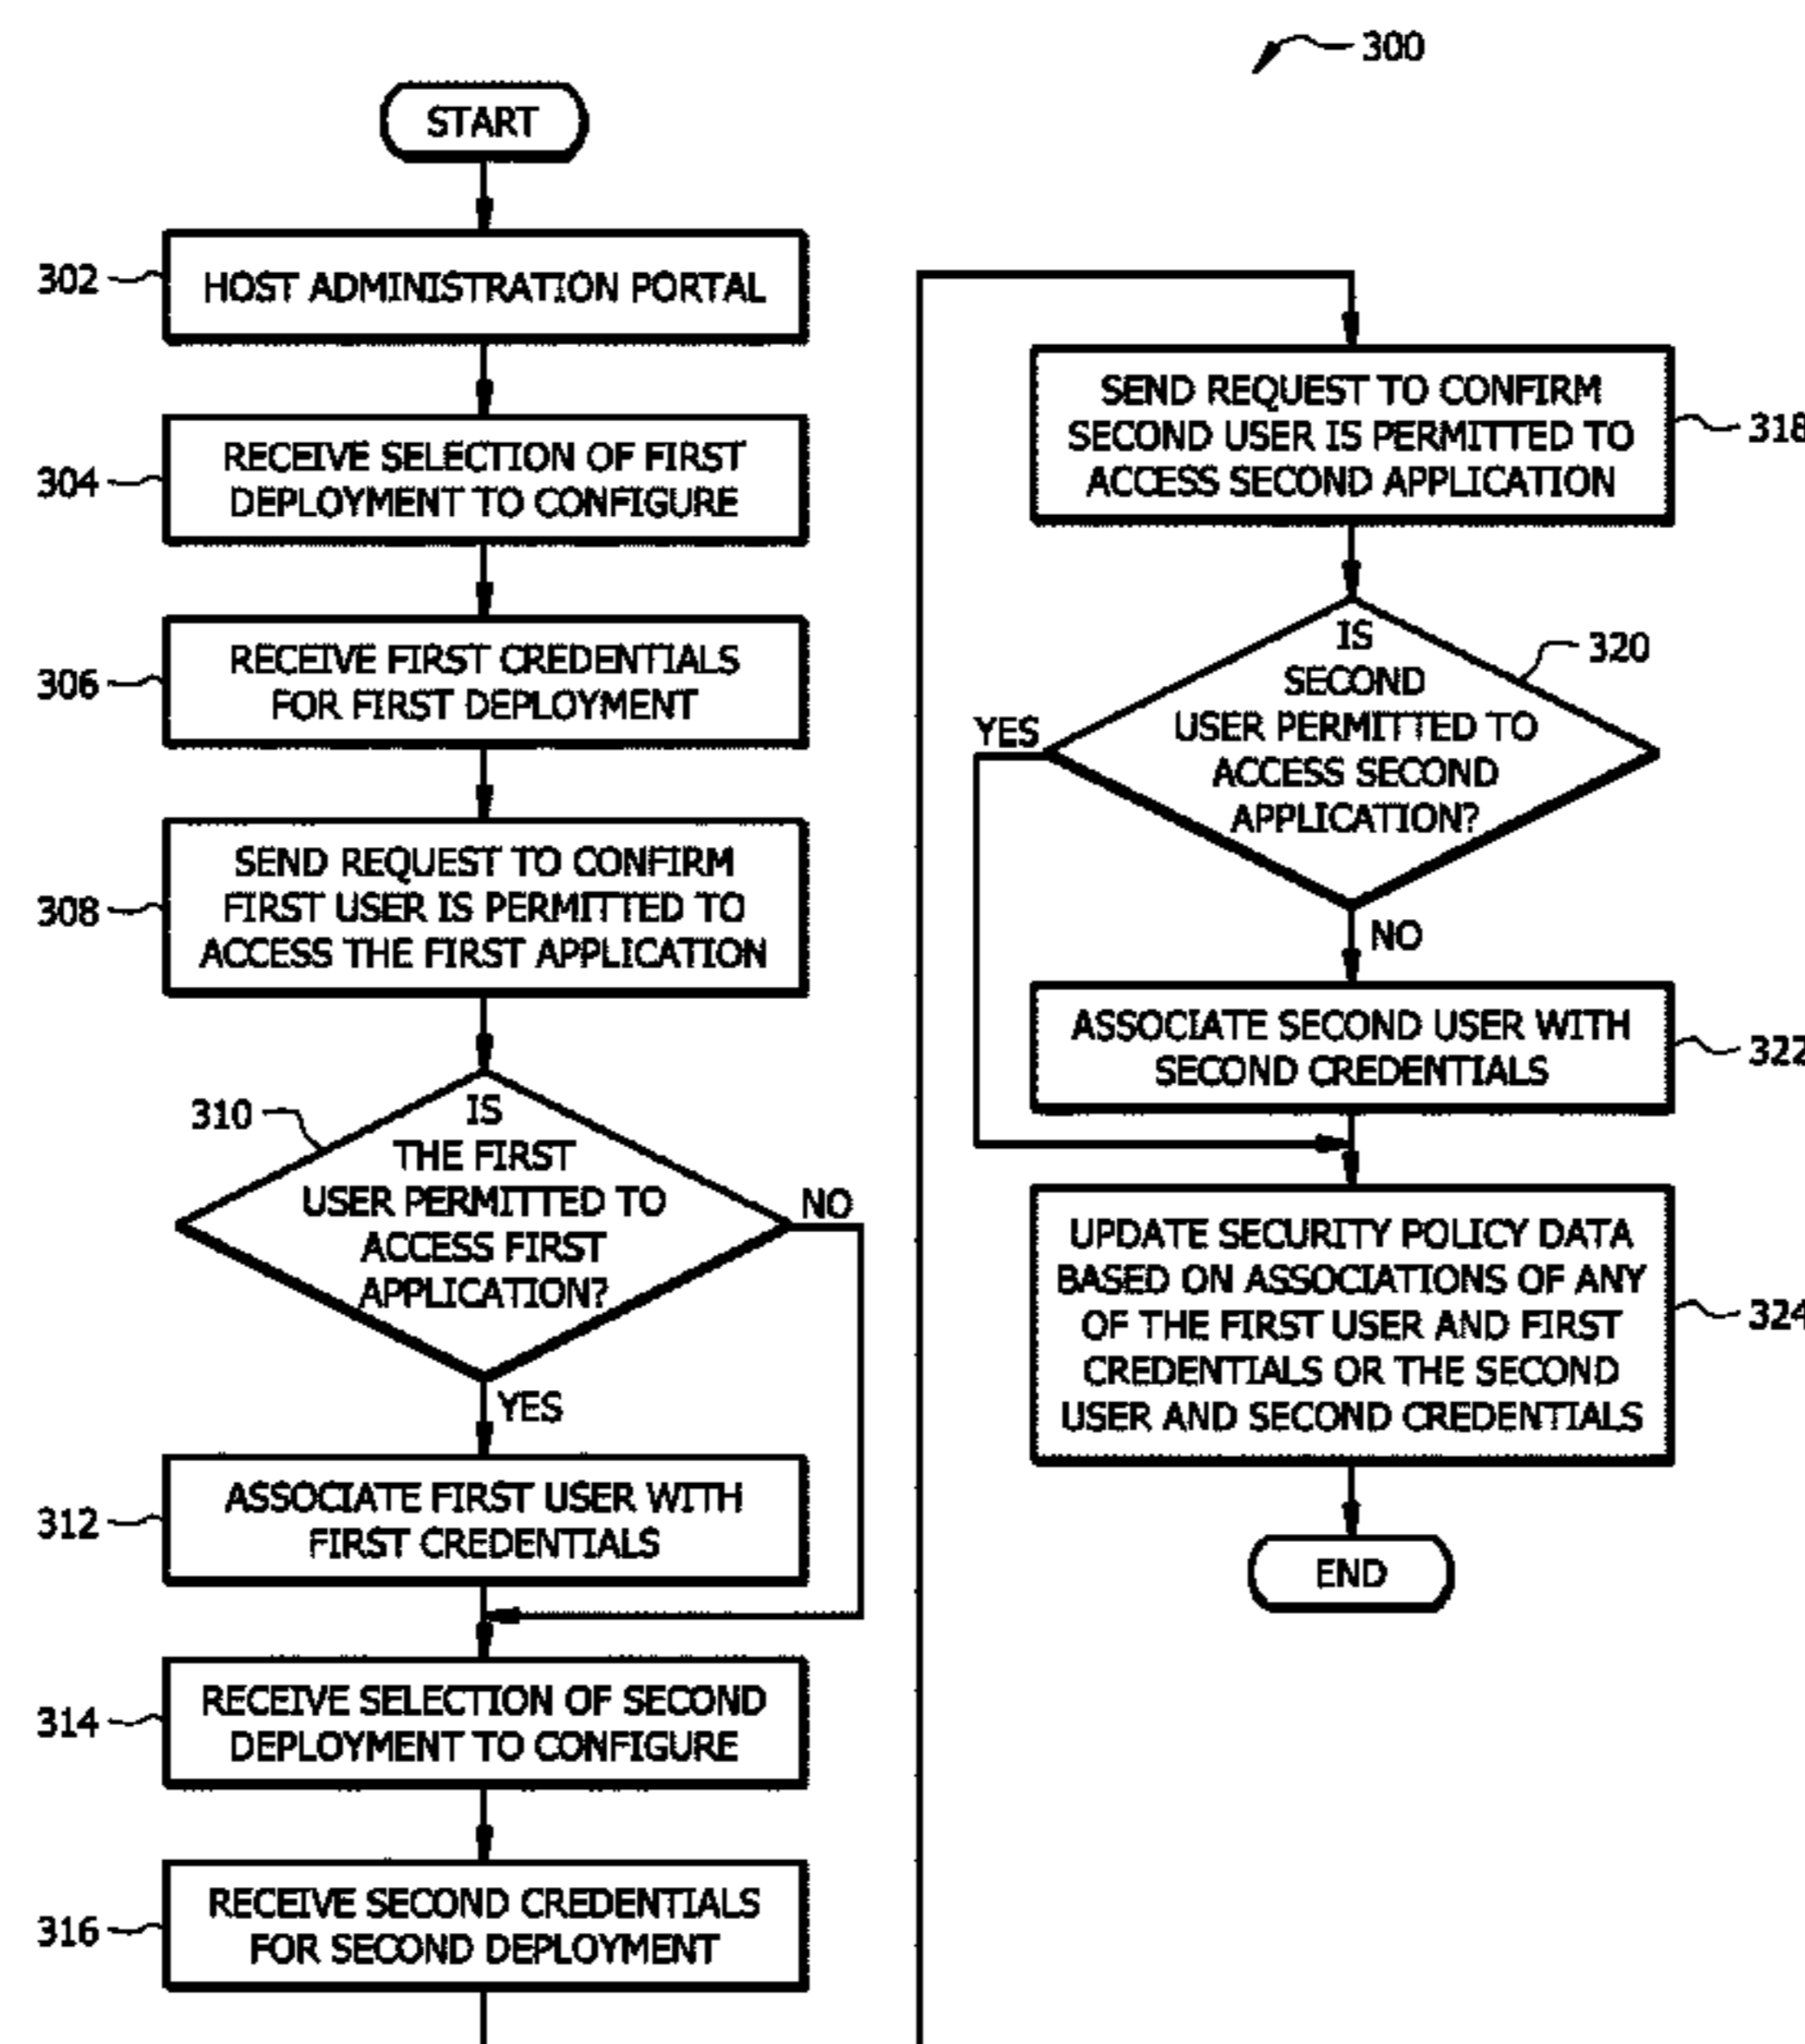 300
START
302
HOST ADMINISTRATION PORTAL
304
RECEIVE SELECTION OF FIRST
DEPLOYMENT TO CONFIGURE
306
RECEIVE FIRST CREDENTIALS
FOR FIRST DEPLOYMENT
308
SEND REQUEST TO CONFIRM
FIRST USER IS PERMITTED TO
ACCESS THE FIRST APPLICATION
310
IS
THE FIRST
USER PERMITTED TO
ACCESS FIRST
APPLICATION?
NO
YES
312
ASSOCIATE FIRST USER WITH
FIRST CREDENTIALS
314
RECEIVE SELECTION OF SECOND
DEPLOYMENT TO CONFIGURE
316
RECEIVE SECOND CREDENTIALS
FOR SECOND DEPLOYMENT
SEND REQUEST TO CONFIRM
SECOND USER IS PERMITTED TO
ACCESS SECOND APPLICATION
318
IS
SECOND
USER PERMITTED TO
ACCESS SECOND
APPLICATION?
320
YES
NO
ASSOCIATE SECOND USER WITH
SECOND CREDENTIALS
322
UPDATE SECURITY POLICY DATA
BASED ON ASSOCIATIONS OF ANY
OF THE FIRST USER AND FIRST
CREDENTIALS OR THE SECOND
USER AND SECOND CREDENTIALS
324
END